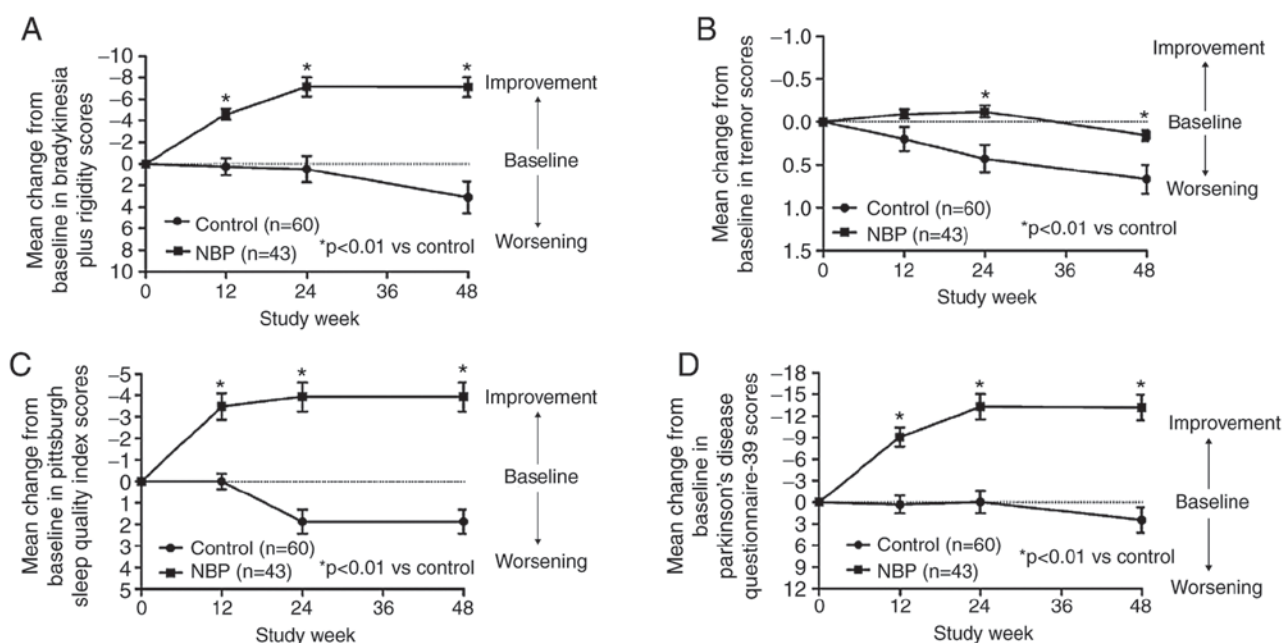 A
Mean change from
baseline in bradykinesia
plus rigidity scores
−10
−8
−6
−4
−2
0
2
4
6
8
10
*
*
*
Improvement
Baseline
Worsening
Control (n=60)
NBP (n=43)
*p<0.01 vs control
0 12 24 36 48
Study week
B
Mean change from
baseline in tremor scores
−1.0
−0.5
0.0
0.5
1.0
1.5
*
*
Improvement
Baseline
Worsening
Control (n=60)
NBP (n=43)
*p<0.01 vs control
0 12 24 36 48
Study week
C
Mean change from
baseline in pittsburgh
sleep quality index scores
−5
−4
−3
−2
−1
0
1
2
3
4
5
*
*
*
Improvement
Baseline
Worsening
Control (n=60)
NBP (n=43)
*p<0.01 vs control
0 12 24 36 48
Study week
D
Mean change from
baseline in
parkinson's disease
questionnaire-39 scores
−18
−15
−12
−9
−6
−3
0
3
6
9
12
*
*
*
Improvement
Baseline
Worsening
Control (n=60)
NBP (n=43)
*p<0.01 vs control
0 12 24 36 48
Study week